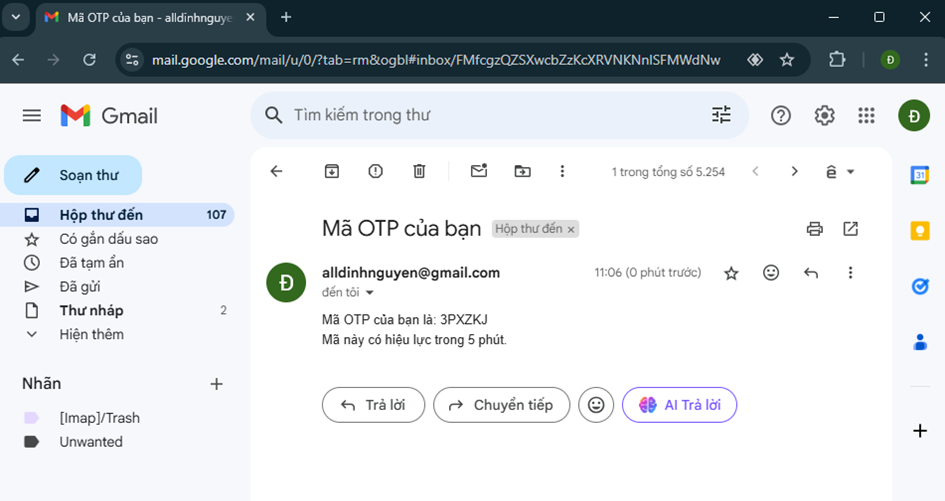 Mã OTP của bạn - alldinhnguye
mail.google.com/mail/u/0/?tab=rm&ogbl#inbox/FMfcgzQZSXwcbZzKcXRVNKNnlSFMWdNw
Đ
Gmail
Tìm kiếm trong thư
Đ
Soạn thư
1 trong tổng số 5.254
Hộp thư đến 107
Có gắn dấu sao
Đã tạm ẩn
Đã gửi
Thư nháp 2
Hiện thêm
Nhãn
[Imap]/Trash
Unwanted
Mã OTP của bạn Hộp thư đến
Đ
alldinhnguyen@gmail.com 11:06 (0 phút trước)
đến tôi
Mã OTP của bạn là: 3PXZKJ
Mã này có hiệu lực trong 5 phút.
Trả lời Chuyển tiếp AI Trả lời
31